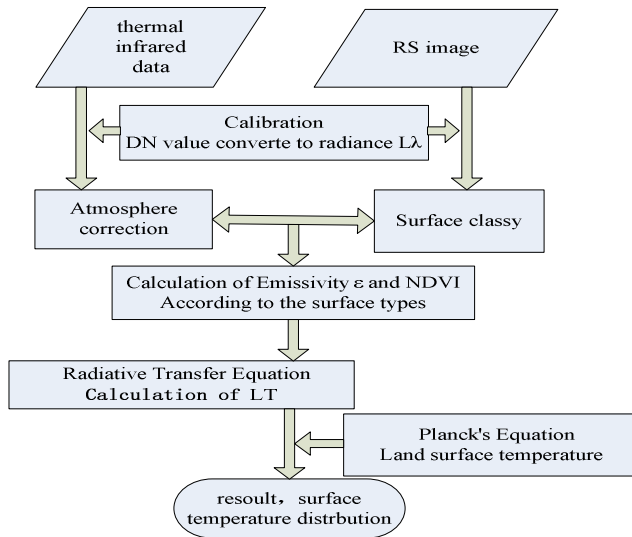 thermal
infrared
data
RS image
Calibration
DN value converte to radiance Lλ
Atmosphere
correction
Surface classy
Calculation of Emissivity ε and NDVI
According to the surface types
Radiative Transfer Equation
Calculation of LT
Planck's Equation
Land surface temperature
resoult，surface
temperature distrbution